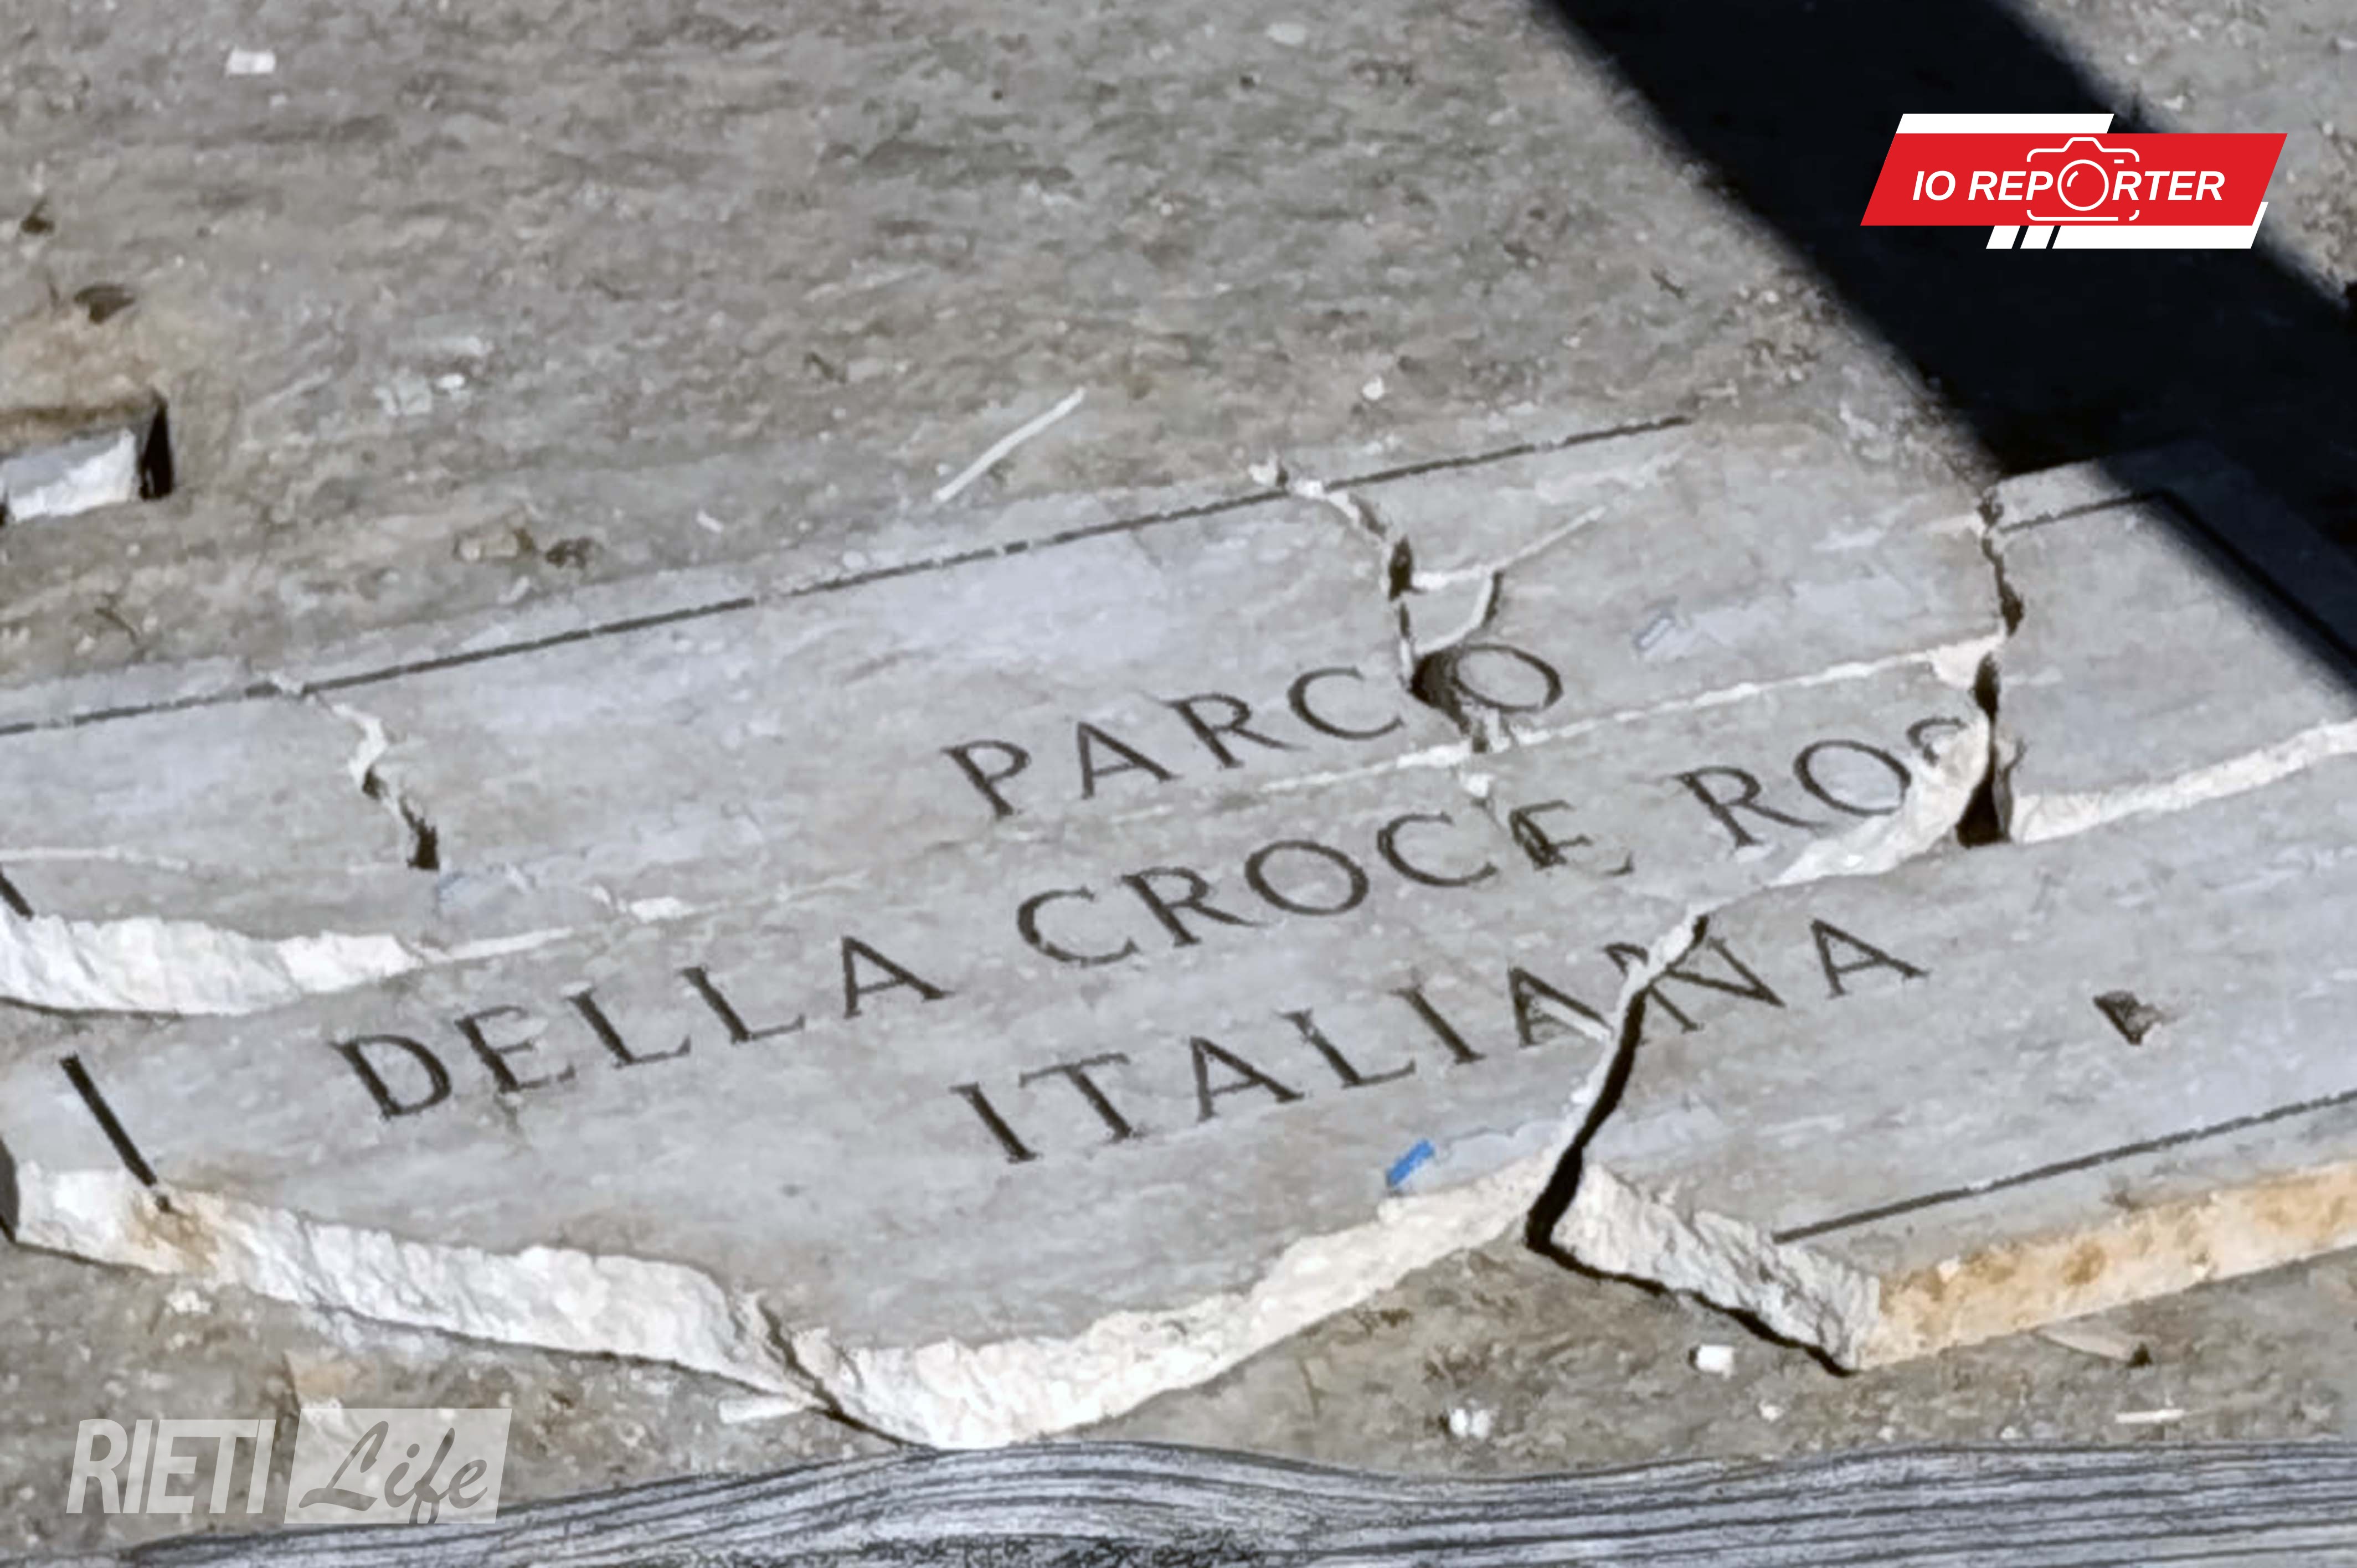 IO REPORTER
PARCO
DELLA CROCE ROS
ITALIANA
RIETI Life